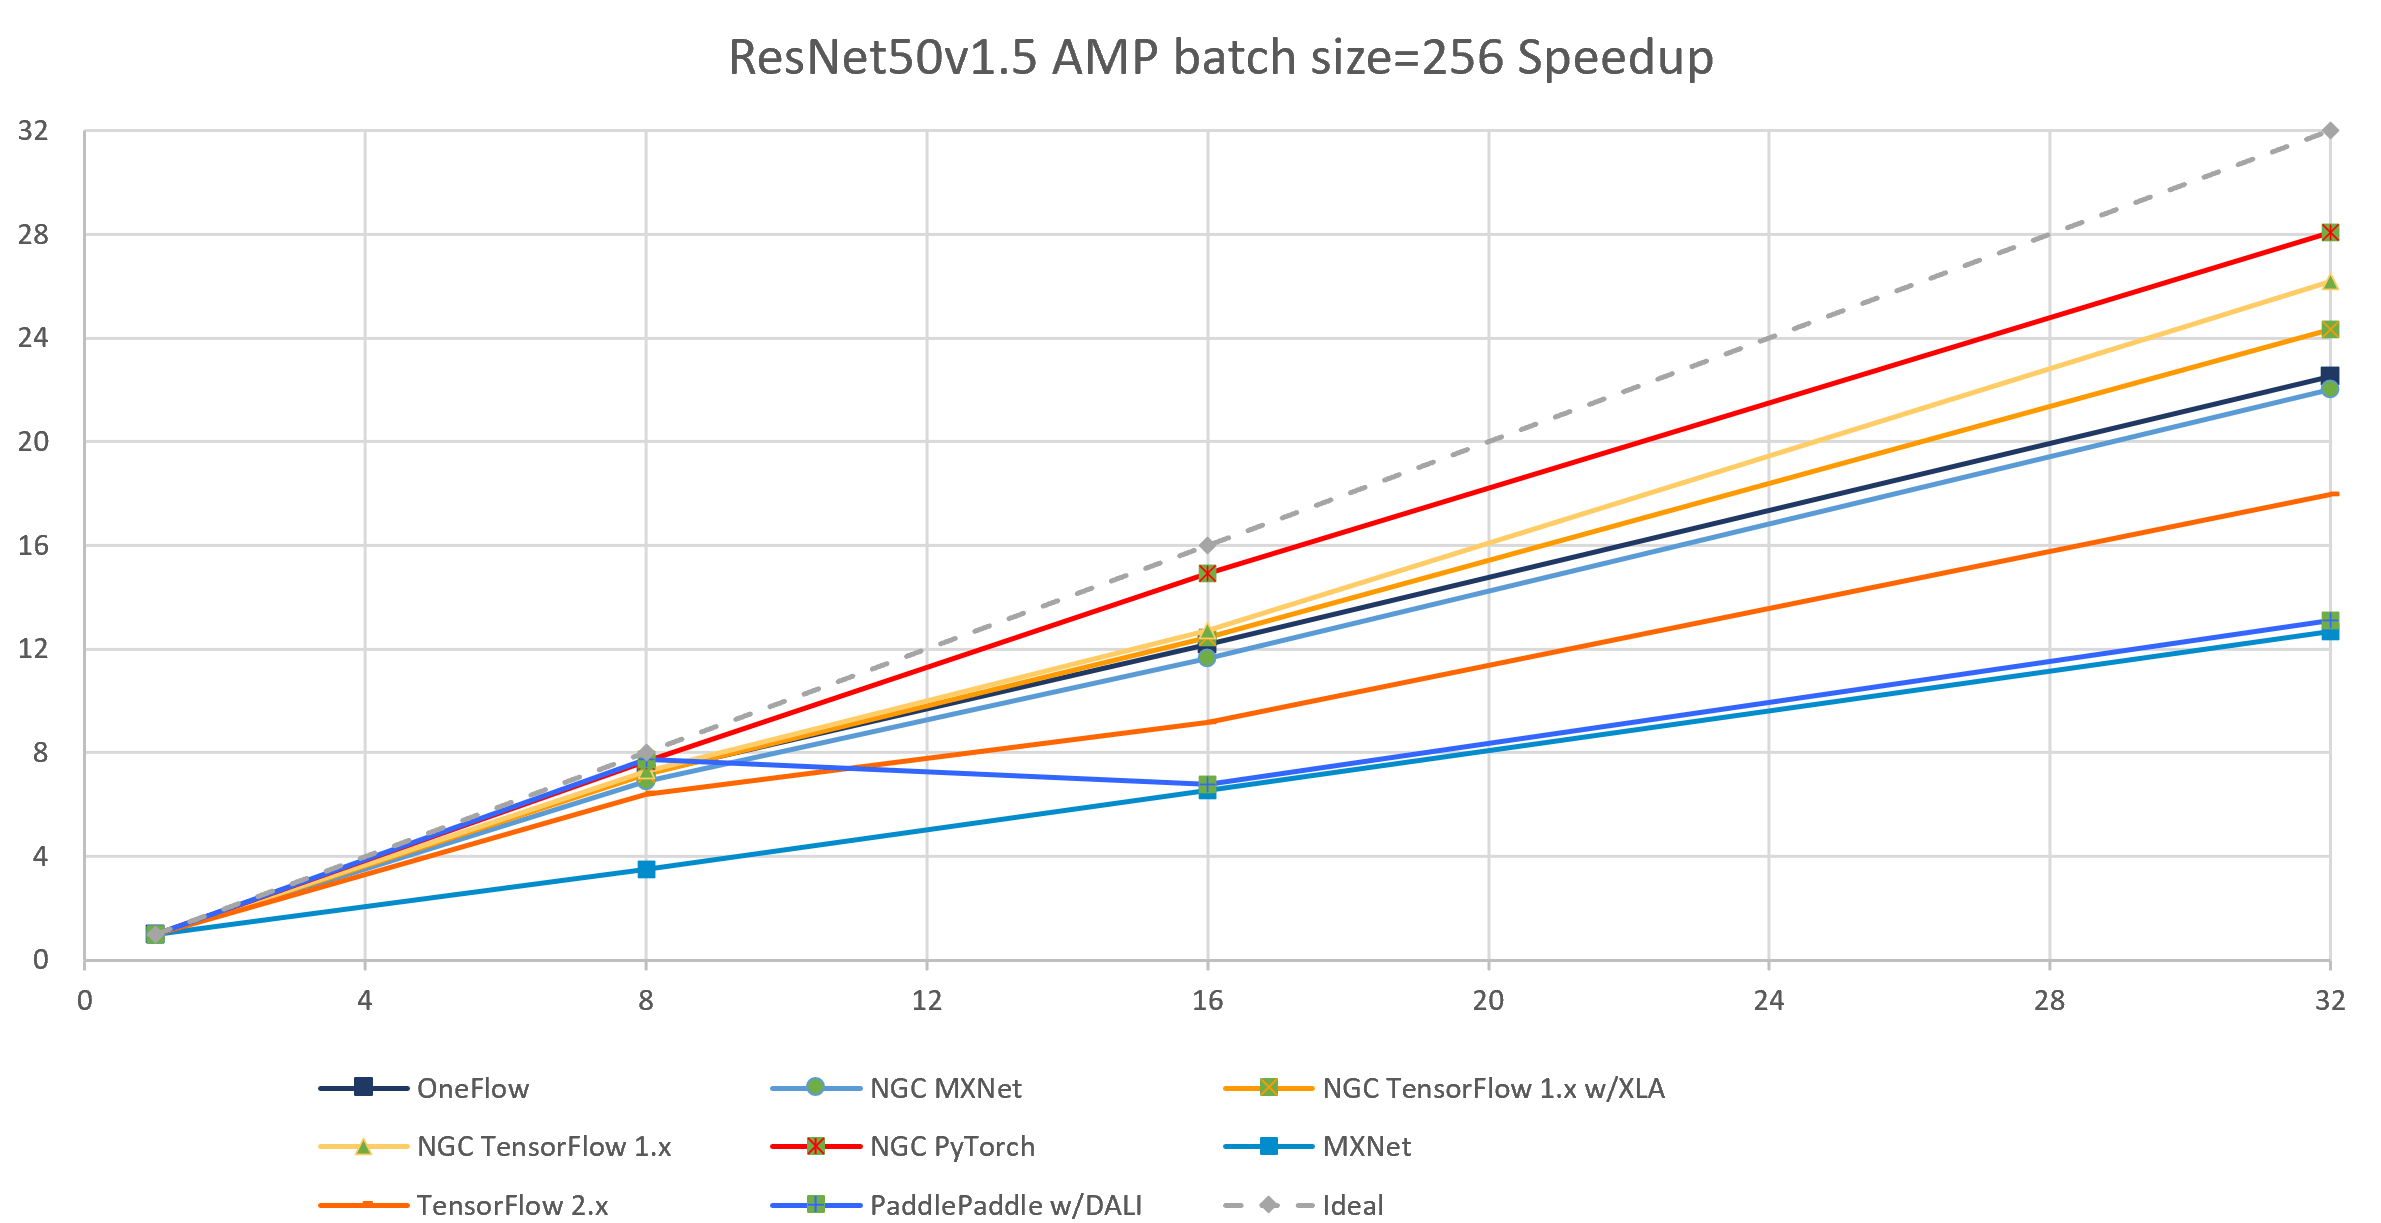 ResNet50v1.5 AMP batch size=256 Speedup
32
28
24
20
16
12
8
4
0
0 4 8 12 16 20 24 28 32
OneFlow NGC MXNet NGC TensorFlow 1.x w/XLA
NGC TensorFlow 1.x NGC PyTorch MXNet
TensorFlow 2.x PaddlePaddle w/DALI Ideal